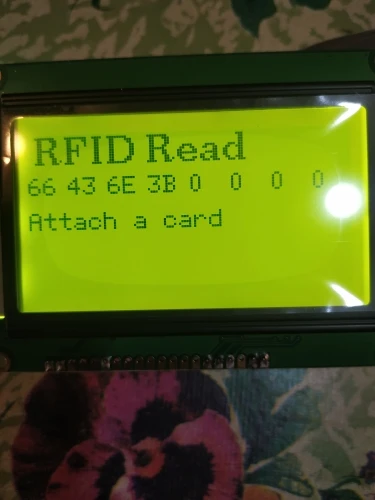 RFID Read
66 43 6E 3B 0 0 0 0
Attach a card